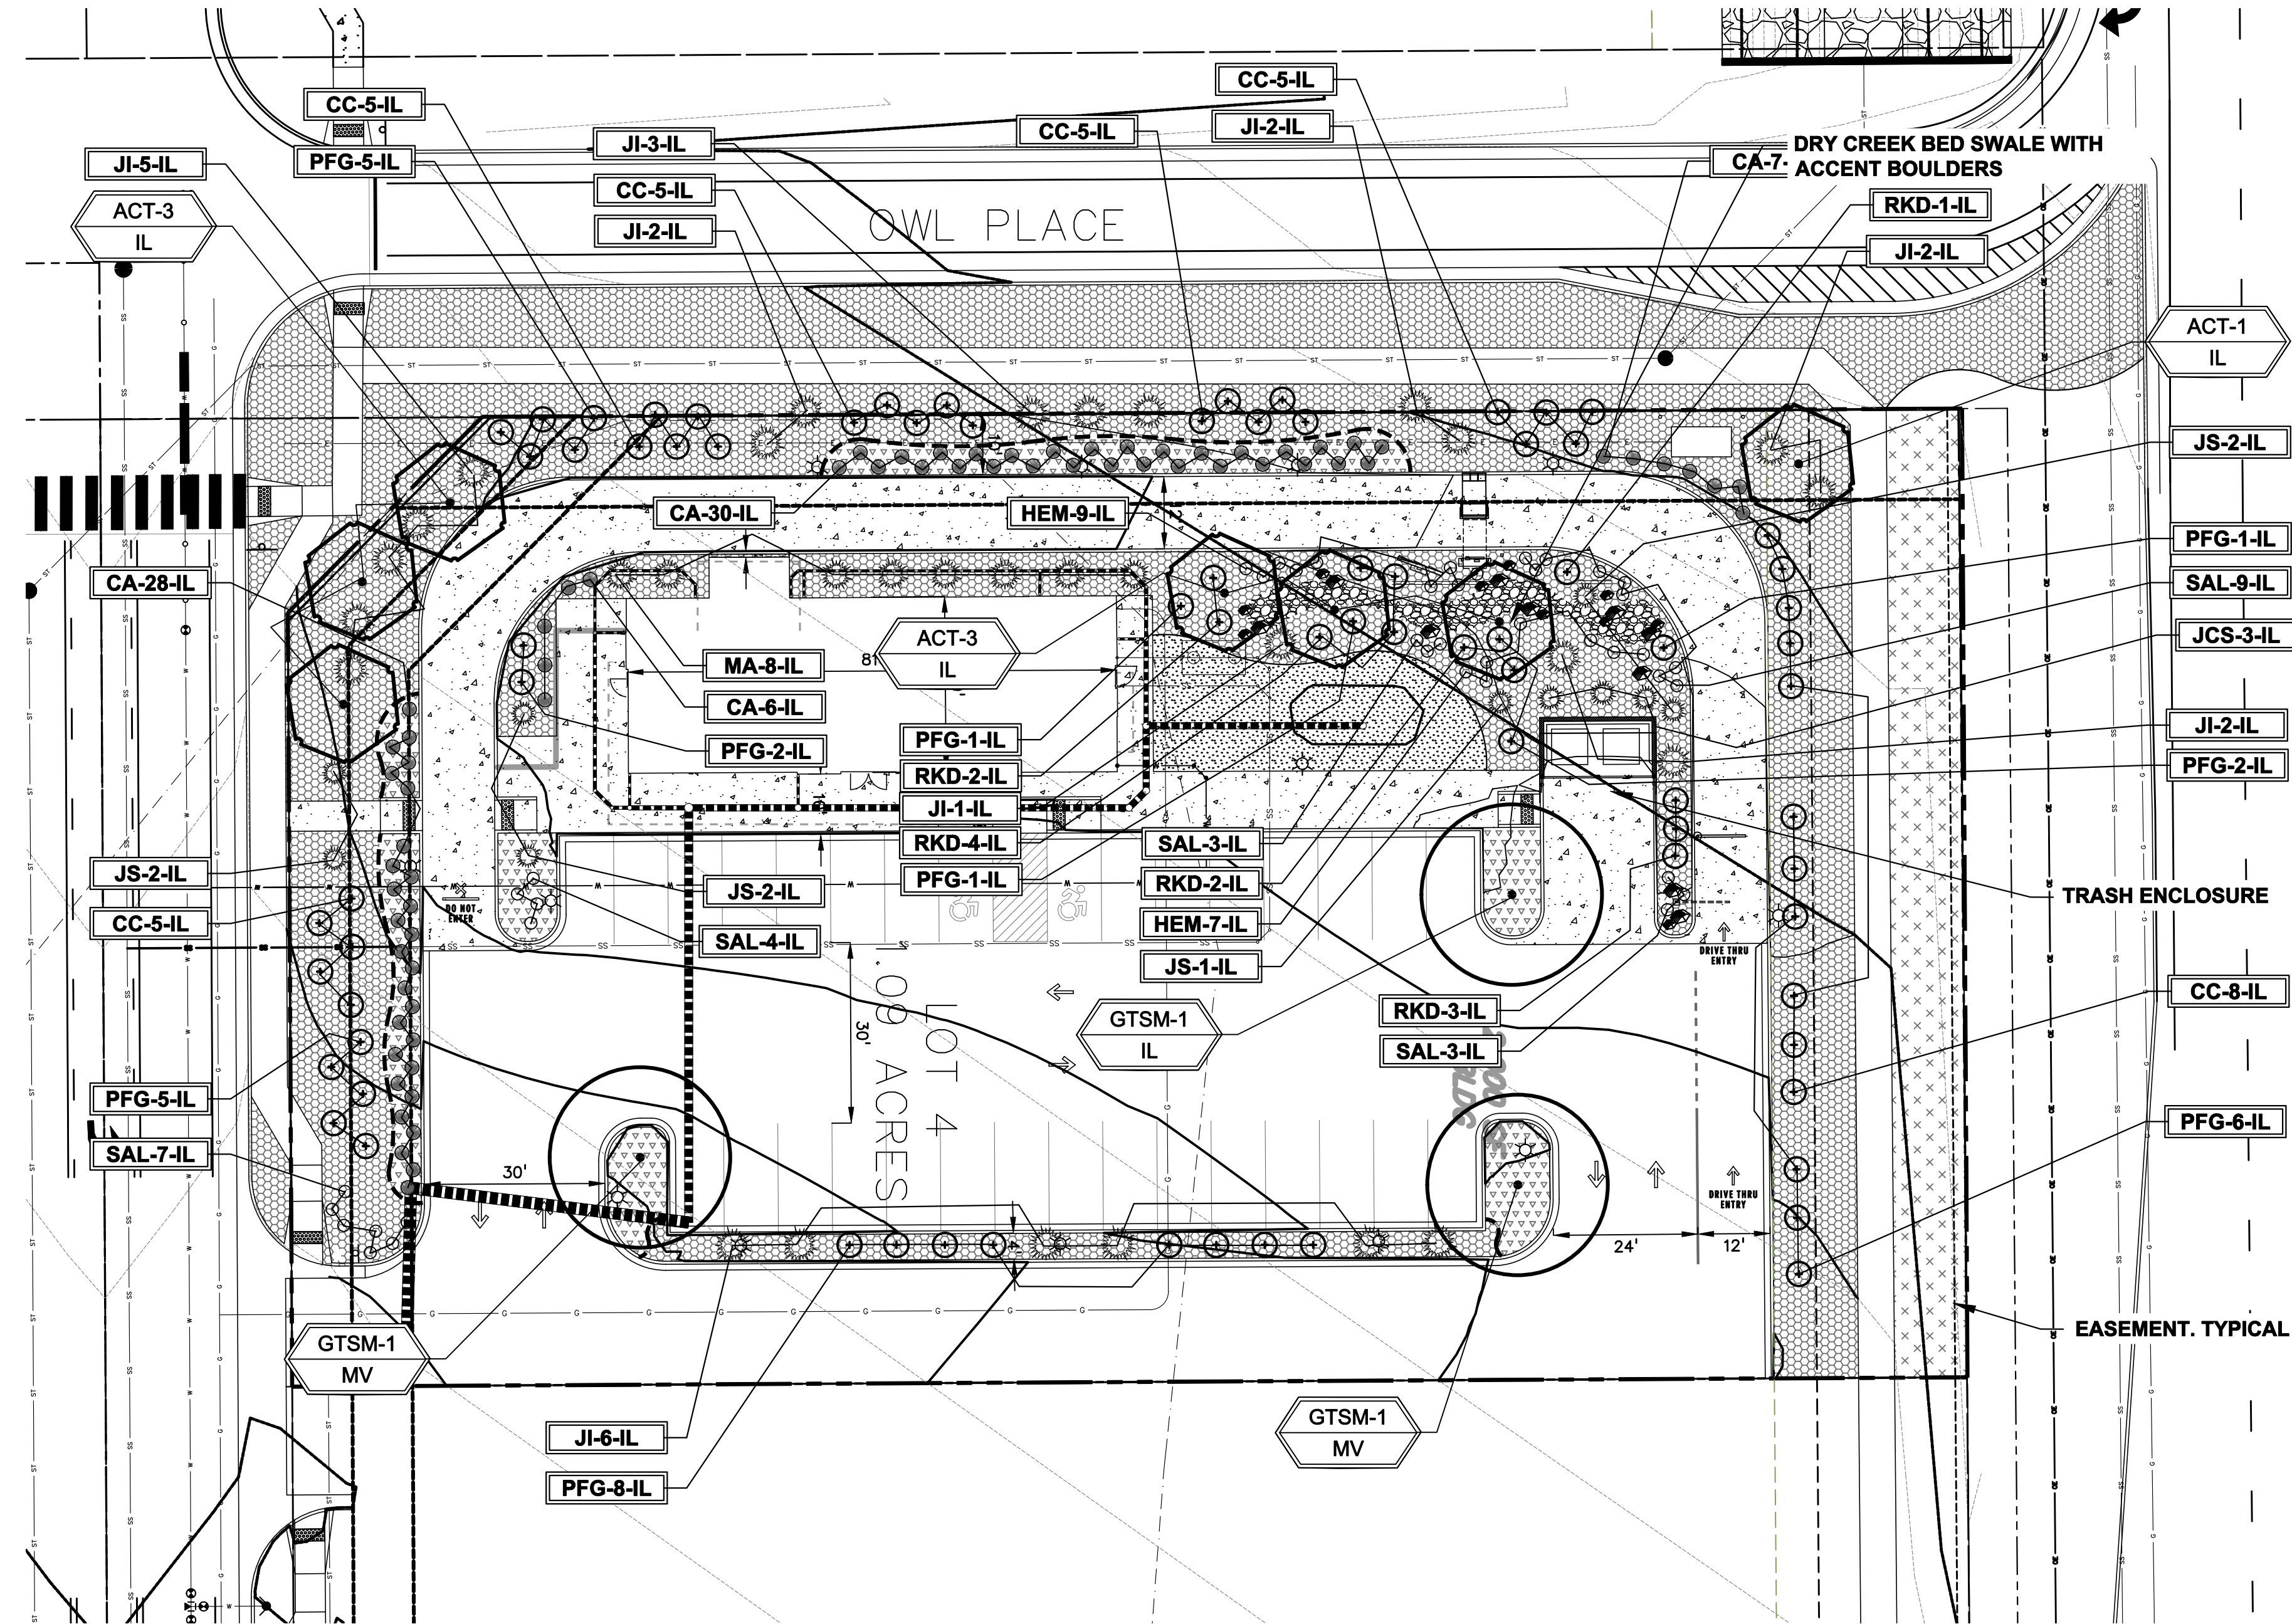 CC-5-IL
CC-5-IL
JI-3-IL
CC-5-IL
JI-2-IL
DRY CREEK BED SWALE WITH
ACCENT BOULDERS
CA-7-
JI-5-IL
PFG-5-IL
CC-5-IL
JI-2-IL
RKD-1-IL
JI-2-IL
ACT-3
IL
OWL PLACE
ACT-1
IL
JS-2-IL
CA-30-IL
HEM-9-IL
PFG-1-IL
CA-28-IL
SAL-9-IL
JCS-3-IL
ACT-3
IL
MA-8-IL
81
CA-6-IL
PFG-2-IL
PFG-1-IL
RKD-2-IL
JI-1-IL
RKD-4-IL
PFG-1-IL
JI-2-IL
PFG-2-IL
SAL-3-IL
RKD-2-IL
HEM-7-IL
JS-1-IL
JS-2-IL
CC-5-IL
DO NOT
ENTER
JS-2-IL
SAL-4-IL
TRASH ENCLOSURE
DRIVE THRU
ENTRY
LOT 4
1.09 ACRES
30'
GTSM-1
IL
RKD-3-IL
SAL-3-IL
CC-8-IL
PFG-5-IL
SAL-7-IL
PFG-6-IL
30'
4'
24'
12'
DRIVE THRU
ENTRY
GTSM-1
MV
EASEMENT. TYPICAL
JI-6-IL
PFG-8-IL
GTSM-1
MV